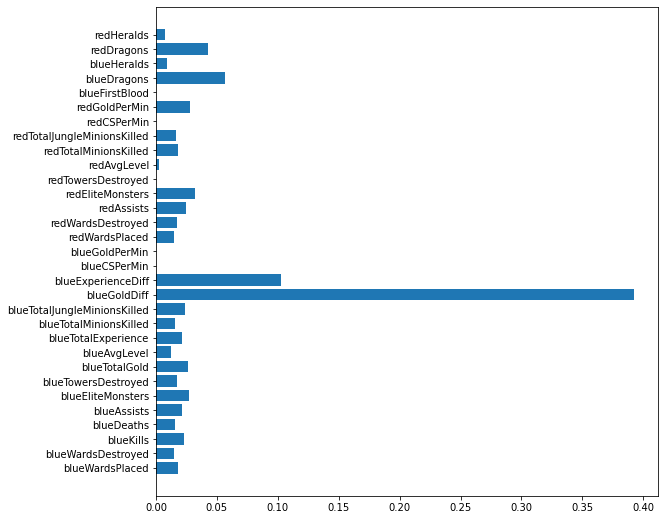 redHeralds
redDragons
blueHeralds
blueDragons
blueFirstBlood
redGoldPerMin
redCSPerMin
redTotalJungleMinionsKilled
redTotalMinionsKilled
redAvgLevel
redTowersDestroyed
redEliteMonsters
redAssists
redWardsDestroyed
redWardsPlaced
blueGoldPerMin
blueCSPerMin
blueExperienceDiff
blueGoldDiff
blueTotalJungleMinionsKilled
blueTotalMinionsKilled
blueTotalExperience
blueAvgLevel
blueTotalGold
blueTowersDestroyed
blueEliteMonsters
blueAssists
blueDeaths
blueKills
blueWardsDestroyed
blueWardsPlaced
0.00 0.05 0.10 0.15 0.20 0.25 0.30 0.35 0.40